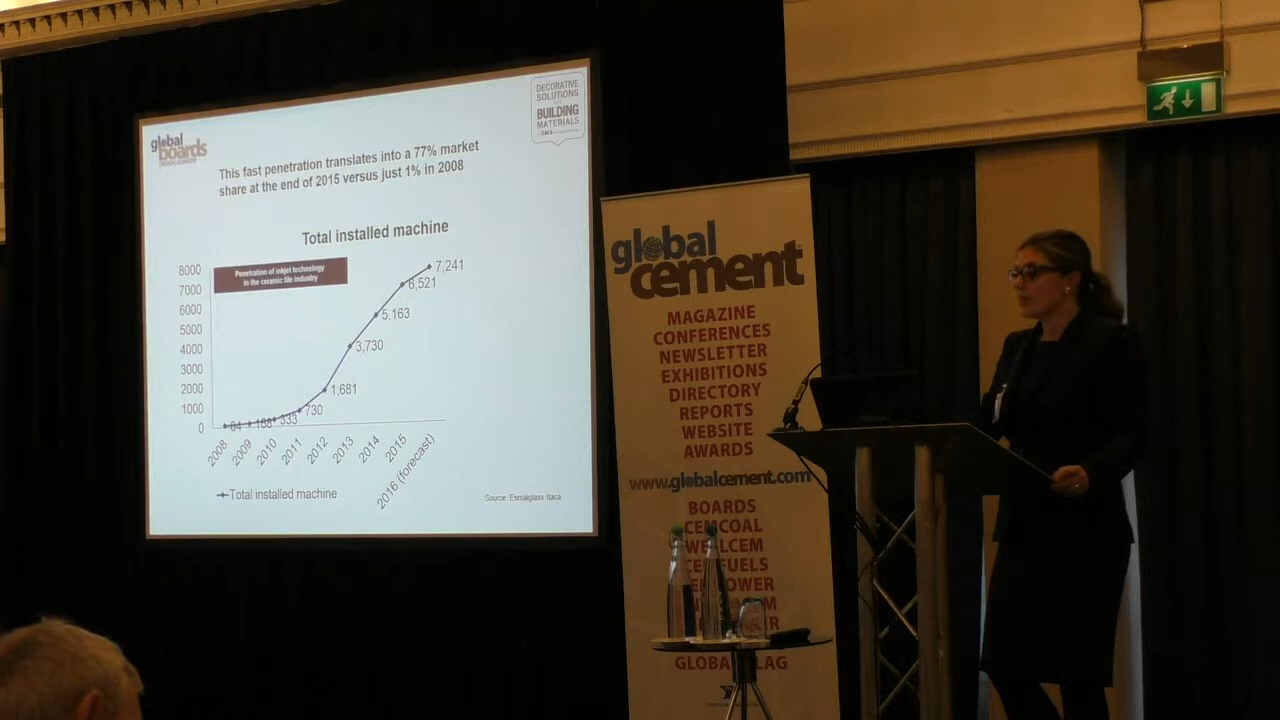 global
boards
DECORATIVE
SOLUTIONS
BUILDING
MATERIALS
itaca
This fast penetration translates into a 77% market
share at the end of 2015 versus just 1% in 2008
Total installed machine
Penetration of inkjet technology
in the ceramic tile industry
8000
7000
6000
5000
4000
3000
2000
1000
0
7,241
6,521
5.163
3,730
1,681
730
333
168
2008
2009
2010
2011
2012
2013
2014
2015
2016 (forecast)
Total installed machine
Source: Esmalglass Itaca
global
cement
MAGAZINE
CONFERENCES
NEWSLETTER
EXHIBITIONS
DIRECTORY
REPORTS
WEBSITE
AWARDS
www.globalcement.com
BOARDS
CEMCOAL